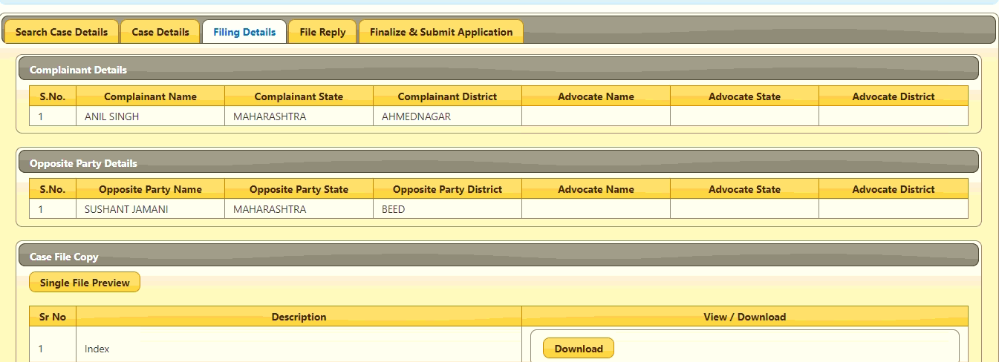 Search Case Details Case Details Filing Details File Reply Finalize & Submit Application
Complainant Details
S.No. Complainant Name Complainant State Complainant District Advocate Name Advocate State Advocate District
1 ANIL SINGH MAHARASHTRA AHMEDNAGAR
Opposite Party Details
S.No. Opposite Party Name Opposite Party State Opposite Party District Advocate Name Advocate State Advocate District
1 SUSHANT JAMANI MAHARASHTRA BEED
Case File Copy
Single File Preview
Sr No Description View / Download
1 Index Download